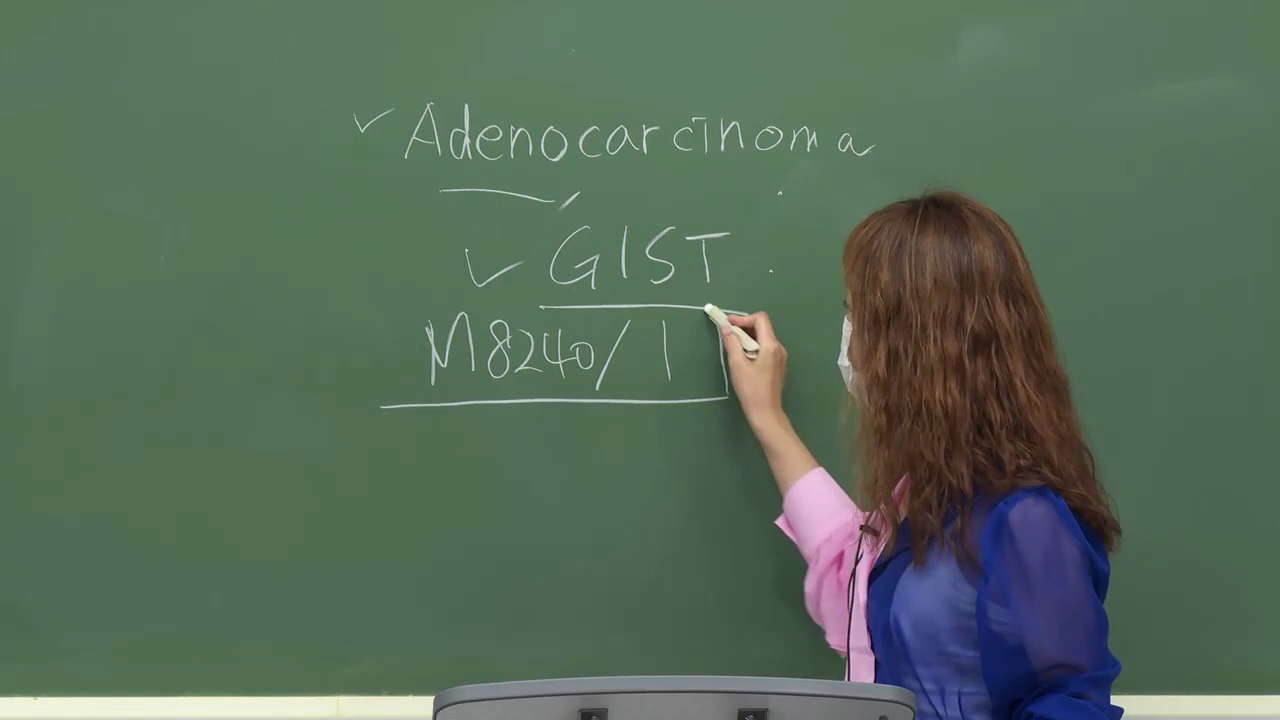 ✓ Adenocarcinoma
✓ GIST
M8240/1